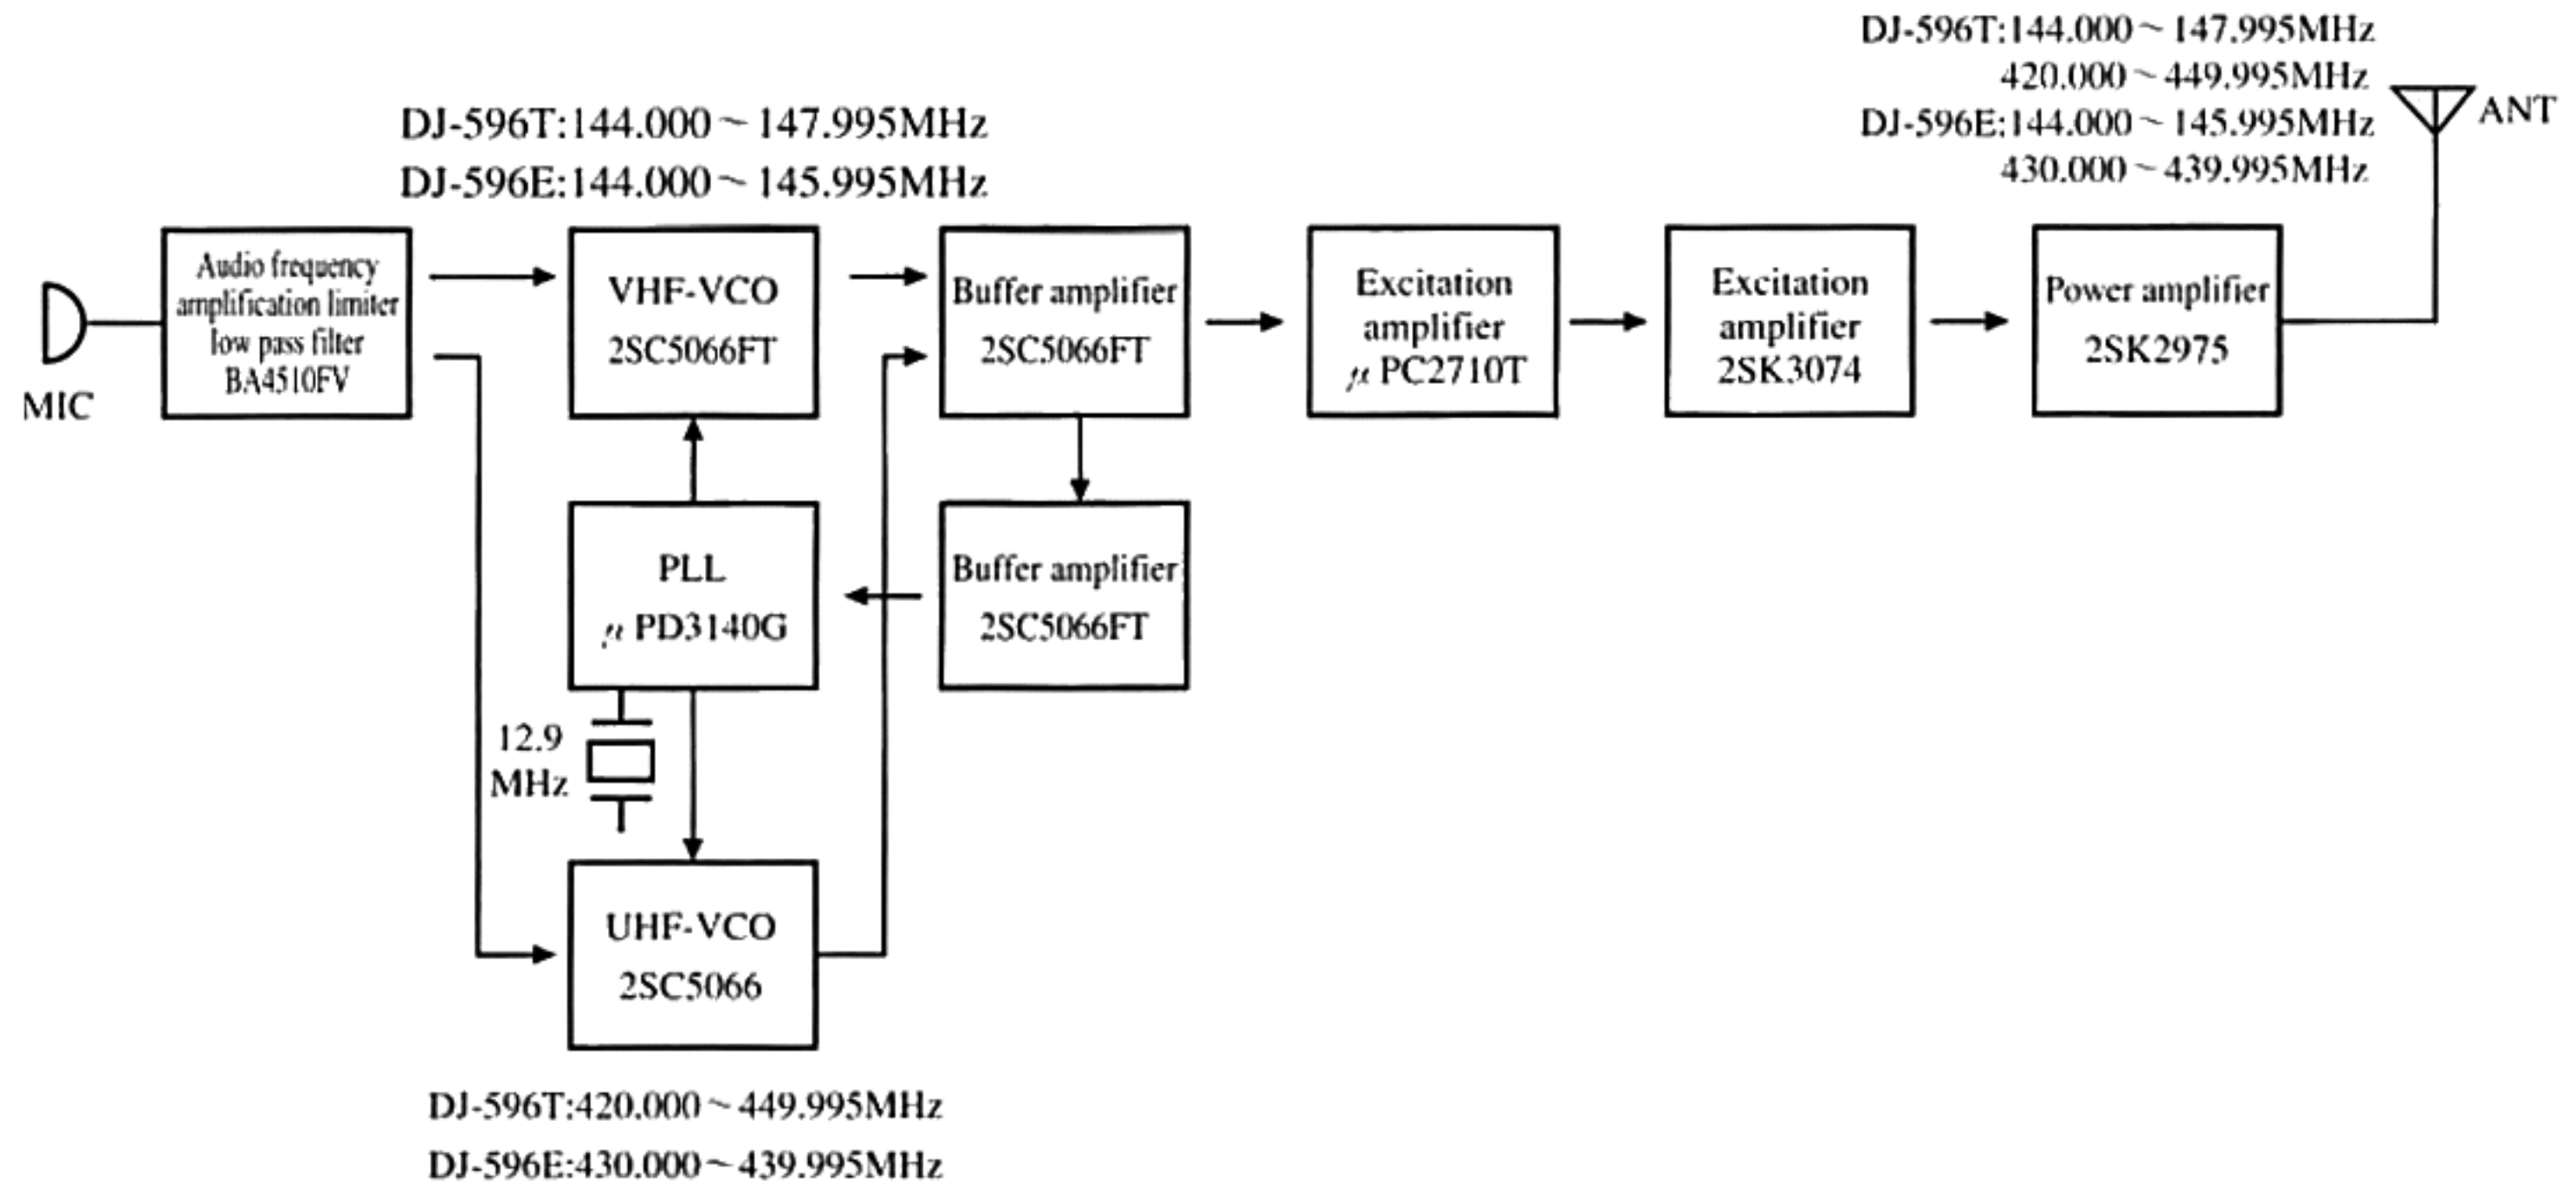 DJ-596T:144.000~147.995MHz
420.000~449.995MHz
DJ-596E:144.000~145.995MHz
430.000~439.995MHz
ANT
DJ-596T:144.000~147.995MHz
DJ-596E:144.000~145.995MHz
MIC
Audio frequency
amplification limiter
low pass filter
BA4510FV
VHF-VCO
2SC5066FT
Buffer amplifier
2SC5066FT
Excitation
amplifier
μPC2710T
Excitation
amplifier
2SK3074
Power amplifier
2SK2975
PLL
μPD3140G
Buffer amplifier
2SC5066FT
12.9
MHz
UHF-VCO
2SC5066
DJ-596T:420.000~449.995MHz
DJ-596E:430.000~439.995MHz